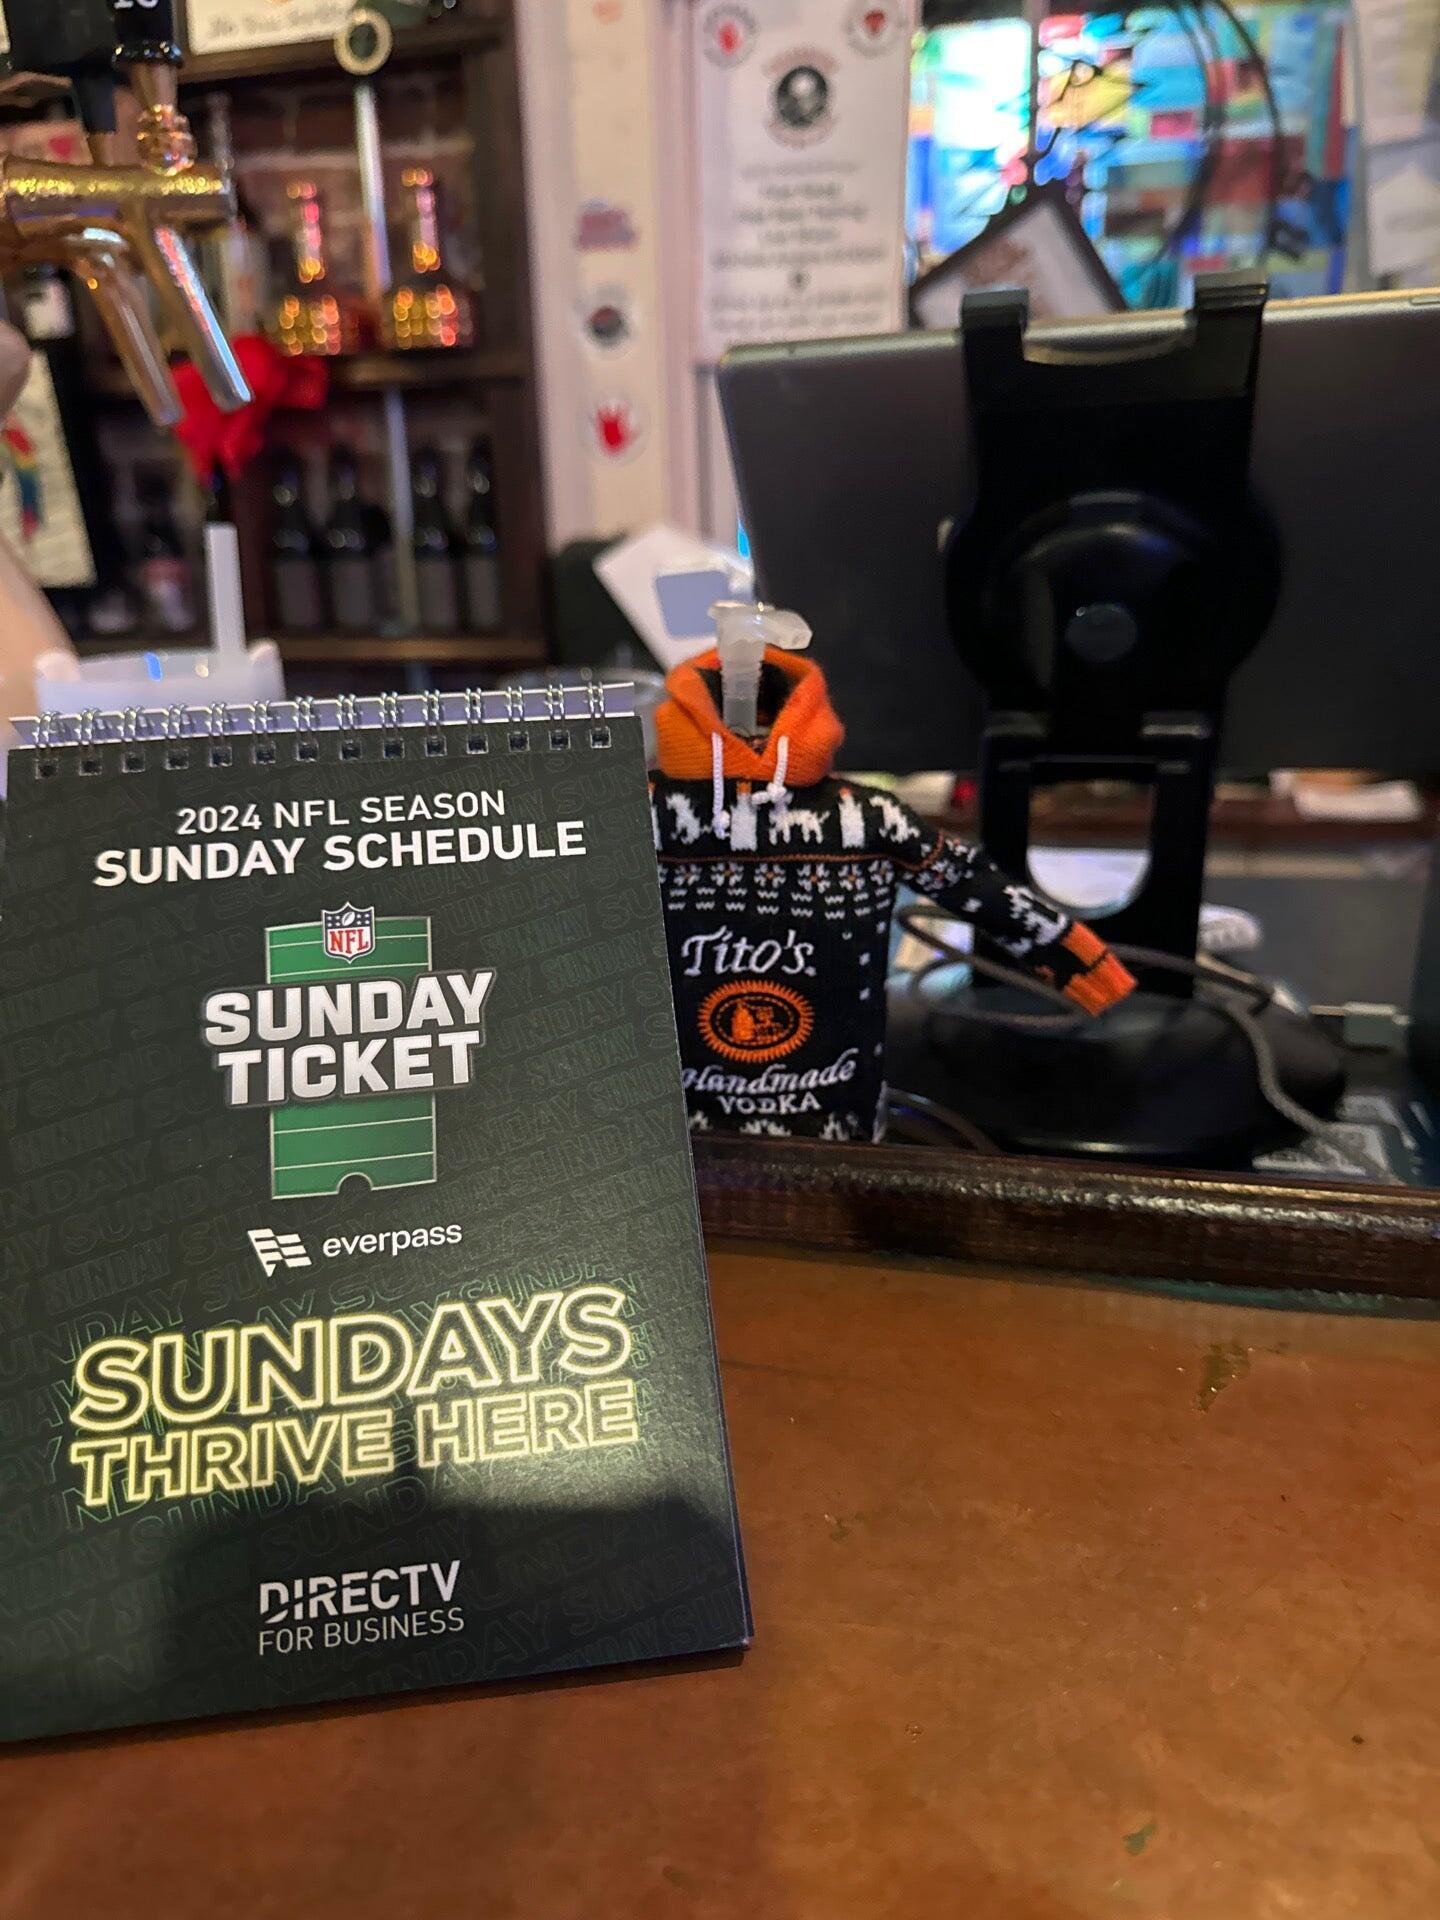 2024 NFL SEASON
SUNDAY SCHEDULE
NFL
SUNDAY
TICKET
everpass
SUNDAYS
THRIVE HERE
DIRECTV
FOR BUSINESS
Tito's
Handmade
VODKA